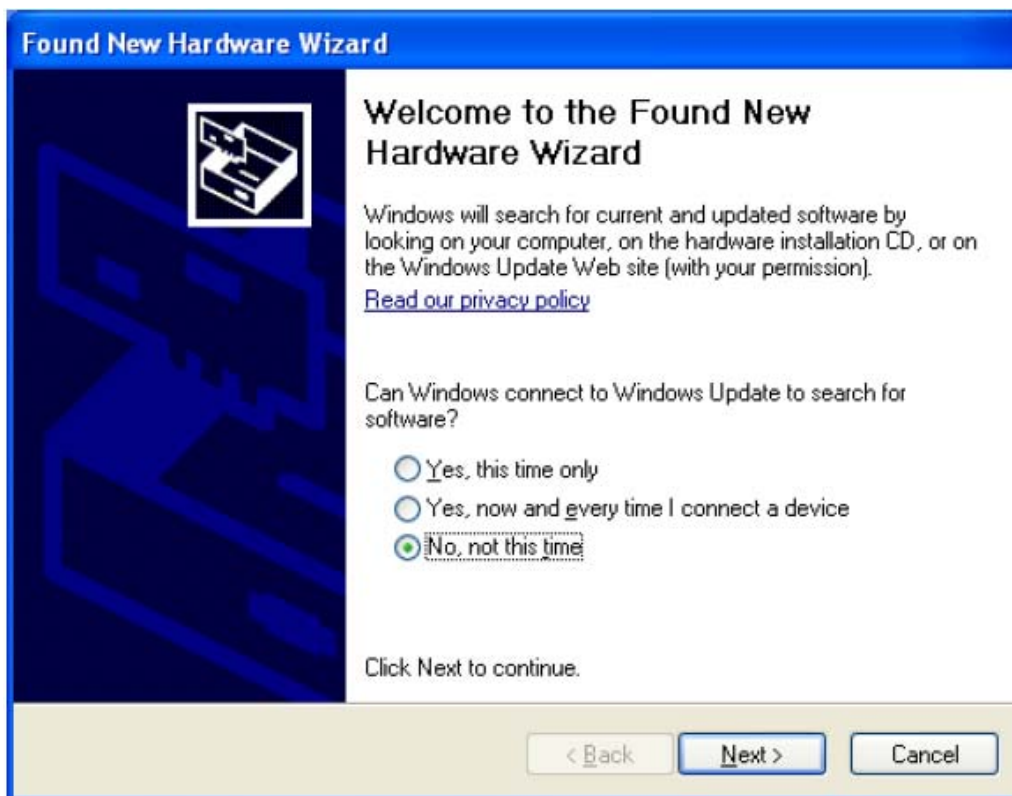 Found New Hardware Wizard
Welcome to the Found New
Hardware Wizard
Windows will search for current and updated software by
looking on your computer, on the hardware installation CD, or on
the Windows Update Web site (with your permission).
Read our privacy policy
Can Windows connect to Windows Update to search for
software?
Yes, this time only
Yes, now and every time I connect a device
No, not this time
Click Next to continue.
< Back Next > Cancel